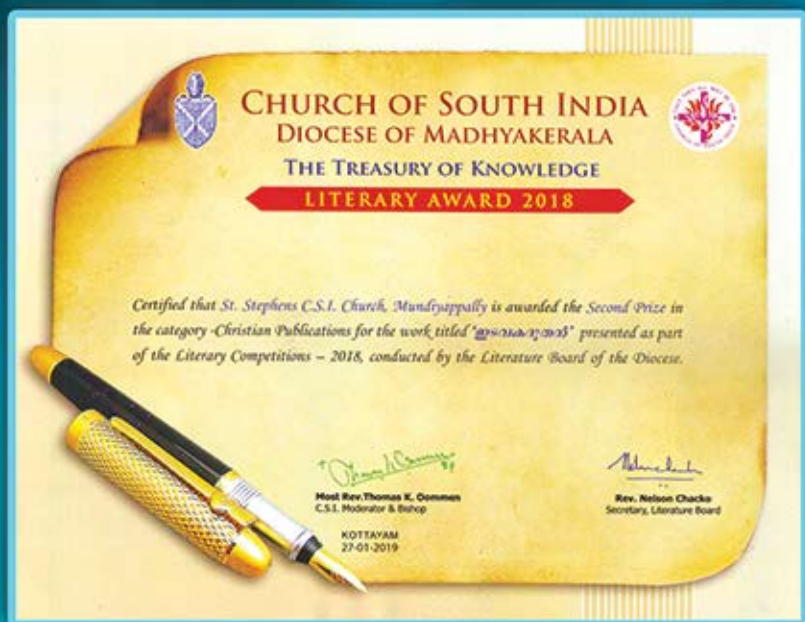 CHURCH OF SOUTH INDIA
DIOCESE OF MADHYAKERALA
THE TREASURY OF KNOWLEDGE
LITERARY AWARD 2018
Certified that St. Stephens C.S.I. Church, Mundiyappally is awarded the Second Prize in
the category -Christian Publications for the work titled "ഇടവകദൂതൻ" presented as part
of the Literary Competitions – 2018, conducted by the Literature Board of the Diocese.
Most Rev.Thomas K. Oommen
C.S.I. Moderator & Bishop
KOTTAYAM
27-01-2019
Rev. Nelson Chacko
Secretary, Literature Board